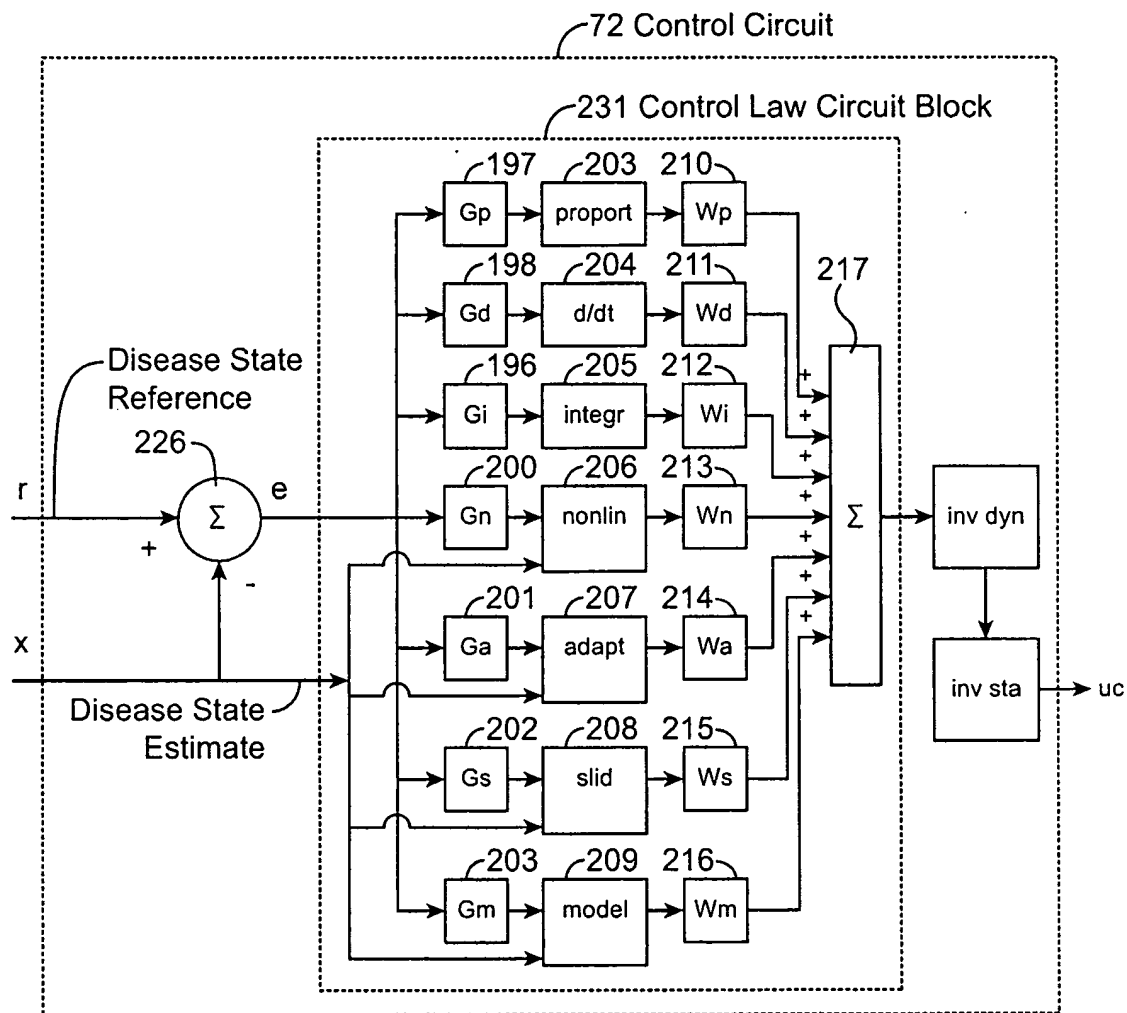 72 Control Circuit
231 Control Law Circuit Block
197 203 210
Gp proport Wp
198 204 211
217
Gd d/dt Wd
Disease State
Reference
196 205 212
+
Gi integr Wi
+
226
200 206 213
+
r Σ e
Gn nonlin Wn
+
Σ
inv dyn
+
-
+
201 207 214
+
x
Ga adapt Wa
+
inv sta uc
Disease State
Estimate
202 208 215
Gs slid Ws
203 209 216
Gm model Wm